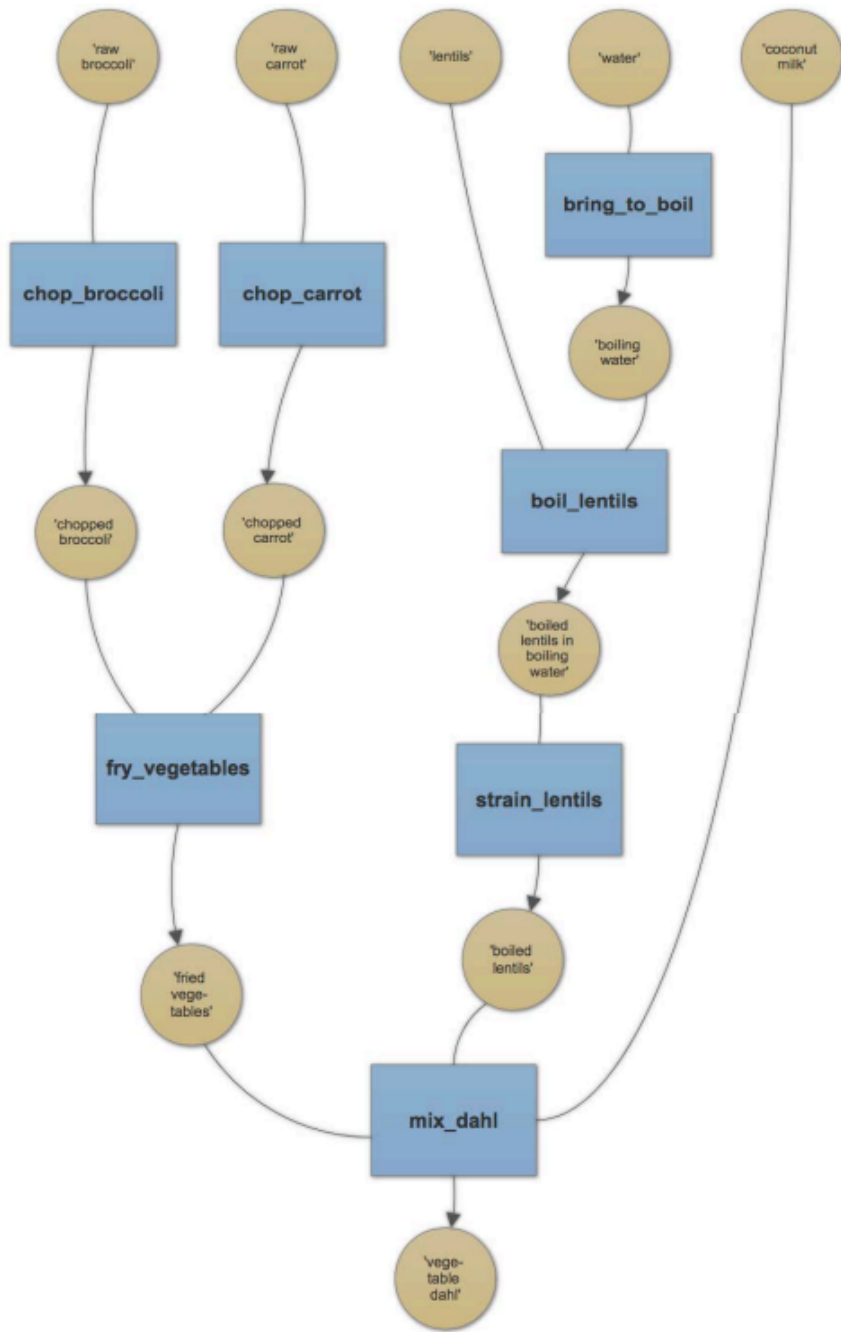 'raw
broccoli'
'raw
carrot'
'lentils'
'water'
'coconut
milk'
bring_to_boil
chop_broccoli
chop_carrot
'boiling
water'
boil_lentils
'chopped
broccoli'
'chopped
carrot'
'boiled
lentils in
boiling
water'
fry_vegetables
strain_lentils
'boiled
lentils'
'fried
vege-
tables'
mix_dahl
'vege-
table
dahl'